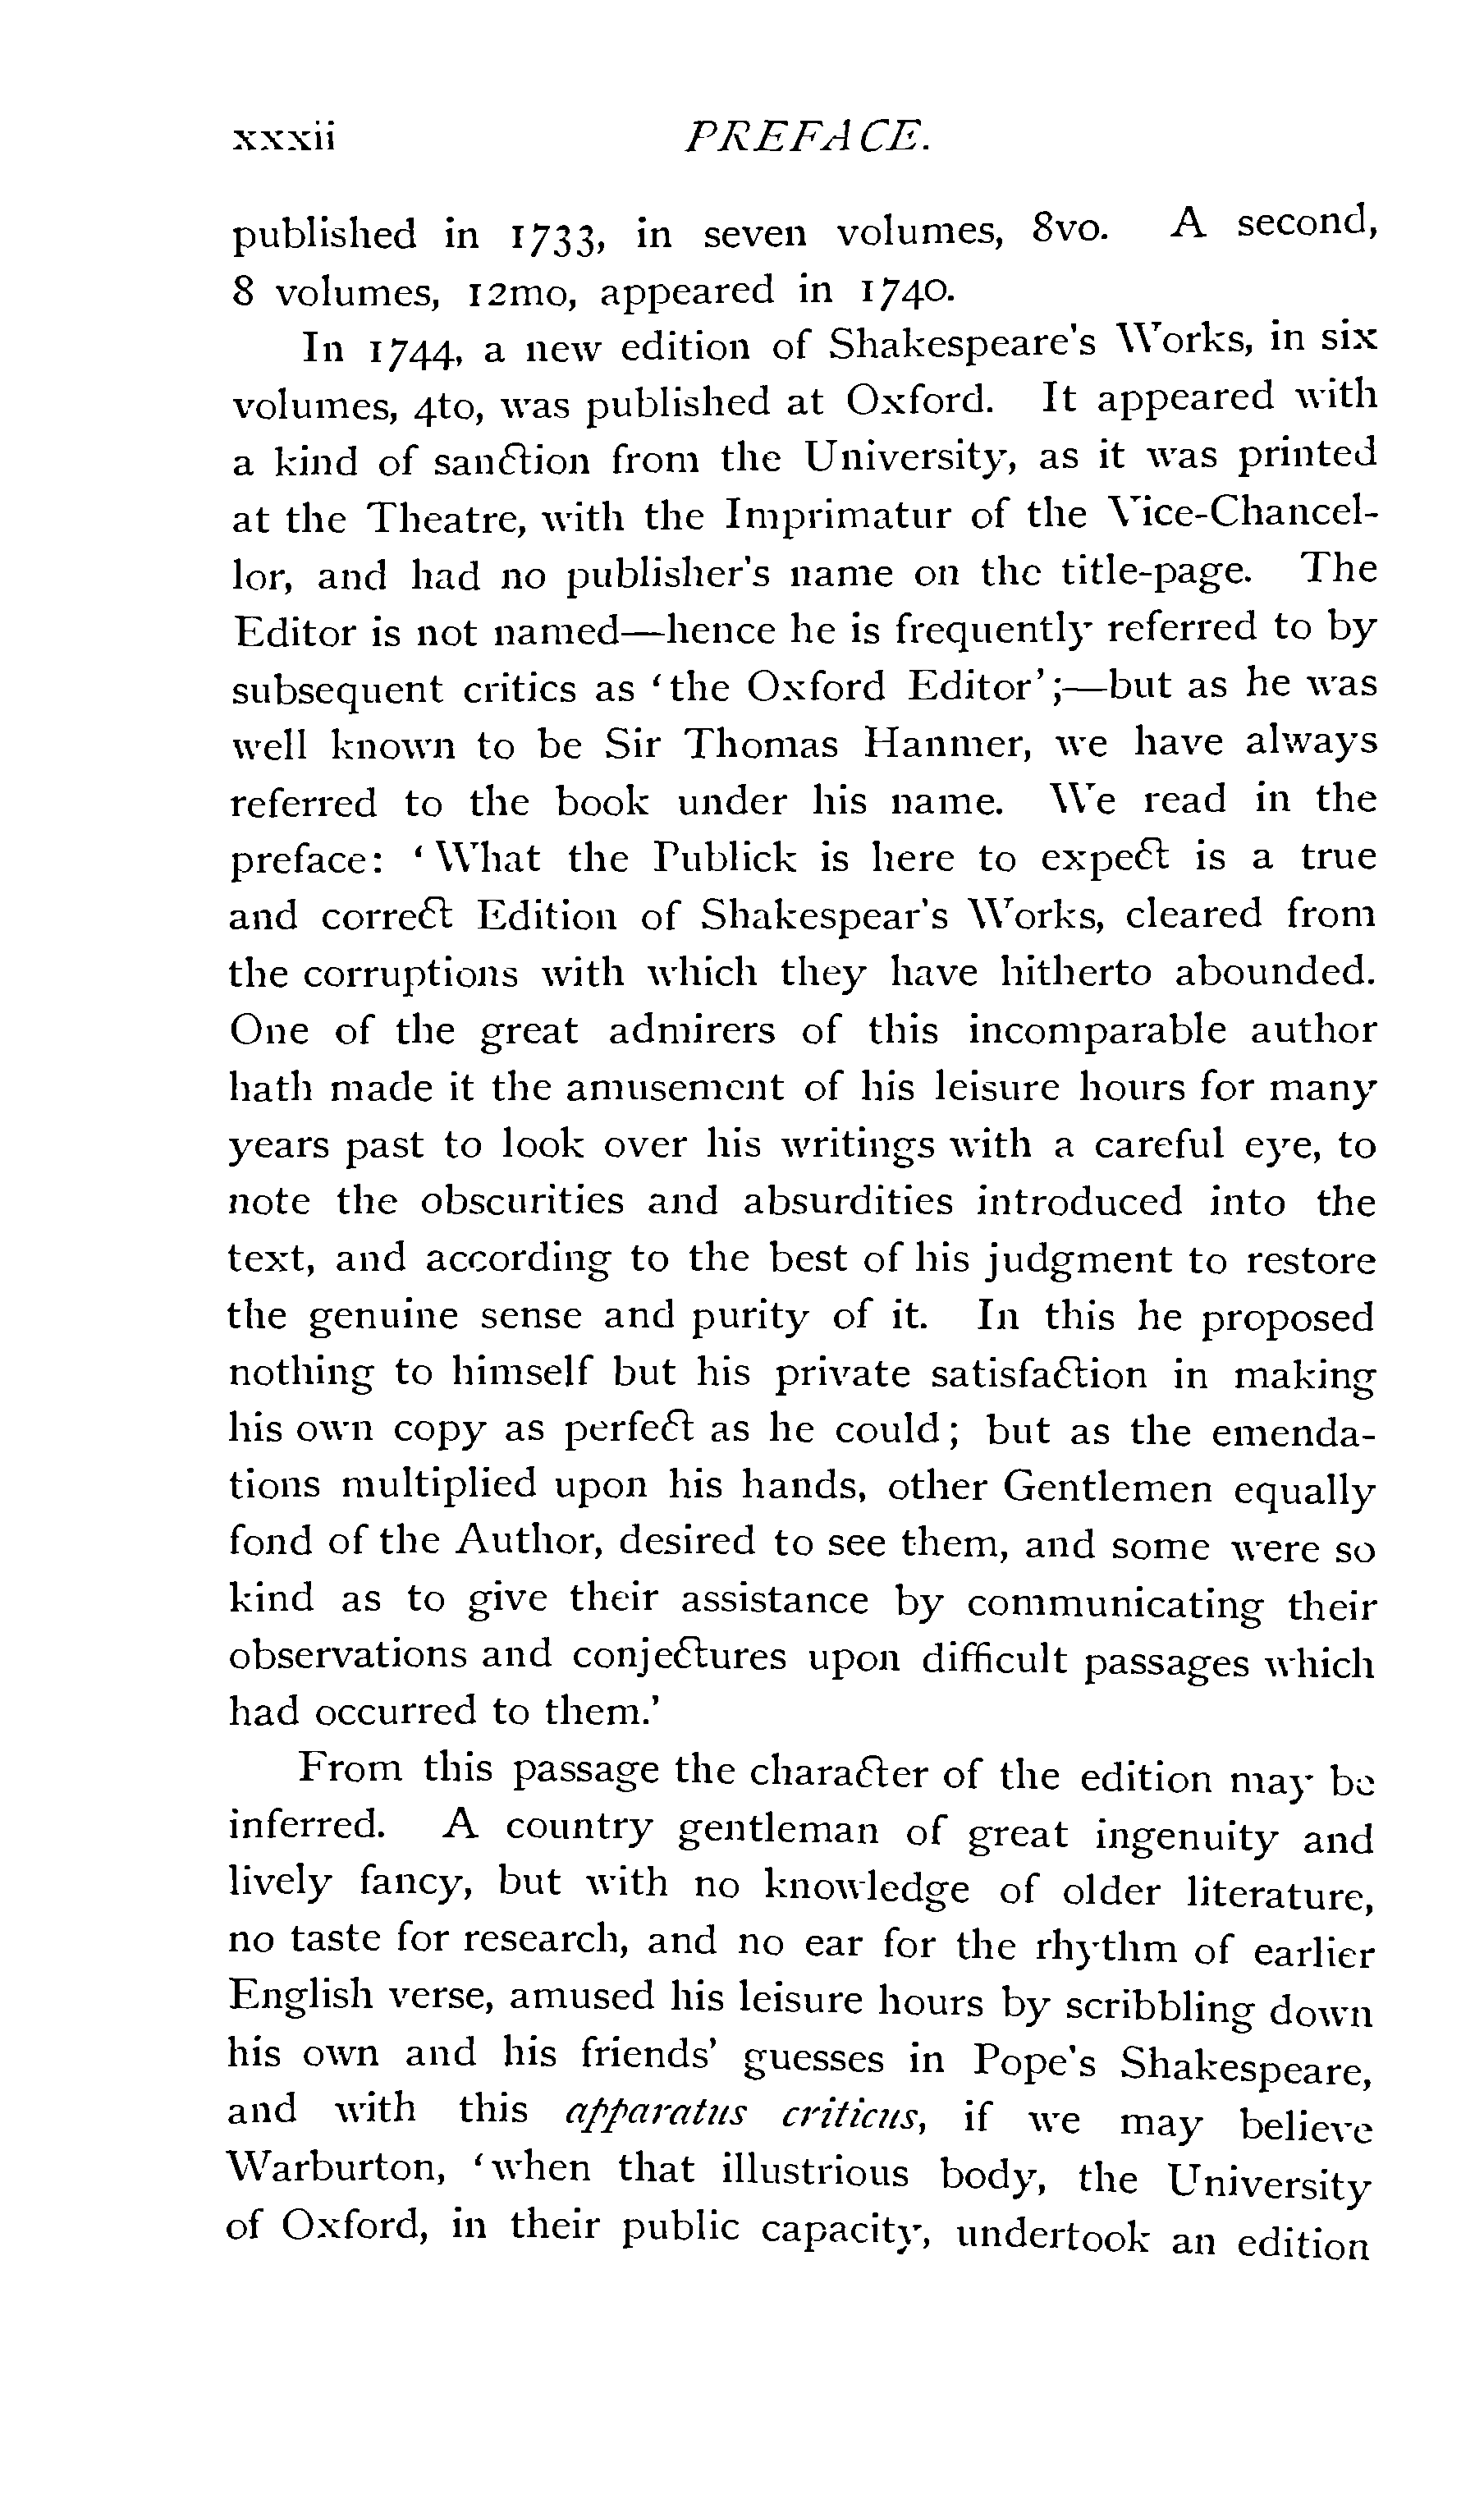 xxxii PREFACE.
published in 1733, in seven volumes, 8vo. A second,
8 volumes, 12mo, appeared in 1740.
In 1744, a new edition of Shakespeare's Works, in six
volumes, 4to, was published at Oxford. It appeared with
a kind of sanction from the University, as it was printed
at the Theatre, with the Imprimatur of the Vice-Chancel-
lor, and had no publisher's name on the title-page. The
Editor is not named—hence he is frequently referred to by
subsequent critics as 'the Oxford Editor';—but as he was
well known to be Sir Thomas Hanmer, we have always
referred to the book under his name. We read in the
preface: 'What the Publick is here to expect is a true
and correct Edition of Shakespear's Works, cleared from
the corruptions with which they have hitherto abounded.
One of the great admirers of this incomparable author
hath made it the amusement of his leisure hours for many
years past to look over his writings with a careful eye, to
note the obscurities and absurdities introduced into the
text, and according to the best of his judgment to restore
the genuine sense and purity of it. In this he proposed
nothing to himself but his private satisfaction in making
his own copy as perfect as he could; but as the emenda-
tions multiplied upon his hands, other Gentlemen equally
fond of the Author, desired to see them, and some were so
kind as to give their assistance by communicating their
observations and conjectures upon difficult passages which
had occurred to them.'
From this passage the character of the edition may be
inferred. A country gentleman of great ingenuity and
lively fancy, but with no knowledge of older literature,
no taste for research, and no ear for the rhythm of earlier
English verse, amused his leisure hours by scribbling down
his own and his friends' guesses in Pope's Shakespeare,
and with this apparatus criticus, if we may believe
Warburton, 'when that illustrious body, the University
of Oxford, in their public capacity, undertook an edition